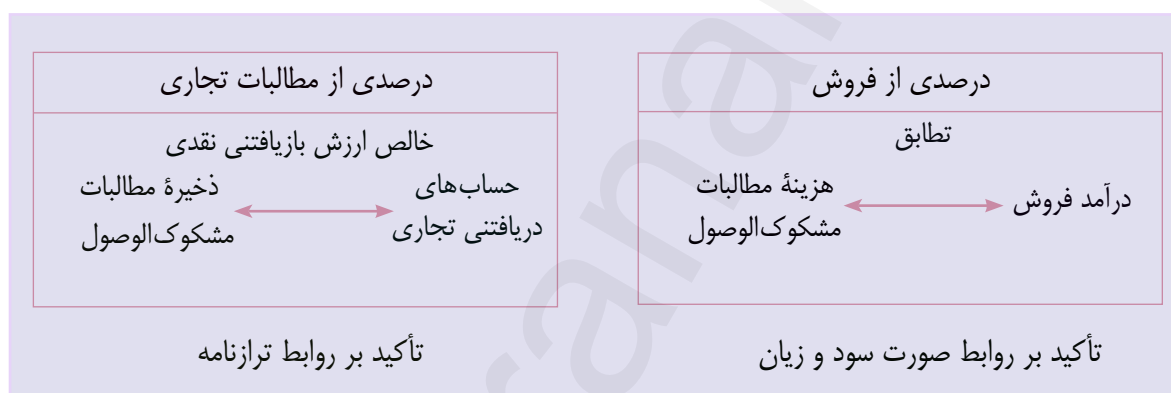 درصدی از فروش
تطابق
درآمد فروش
هزینهٔ مطالبات
مشکوک‌الوصول
تأکید بر روابط صورت سود و زیان
درصدی از مطالبات تجاری
خالص ارزش بازیافتنی نقدی
حساب‌های
دریافتنی تجاری
ذخیرهٔ مطالبات
مشکوک‌الوصول
تأکید بر روابط ترازنامه